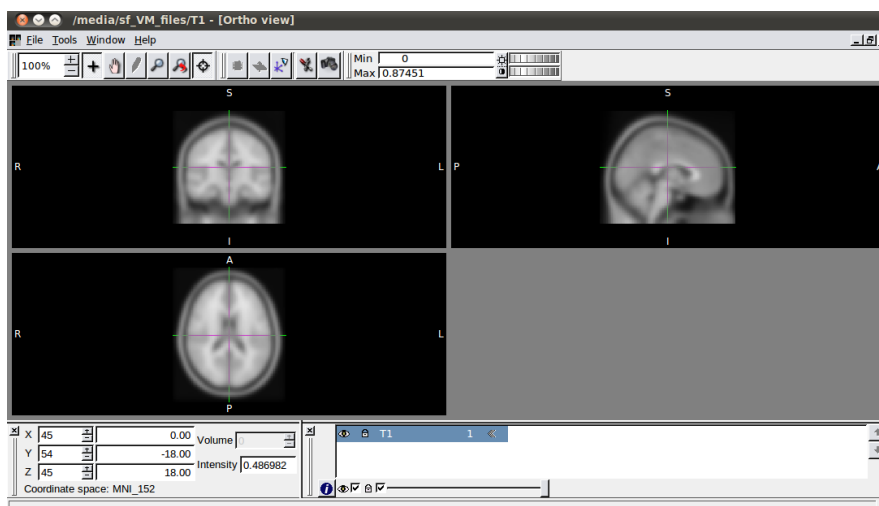 /media/sf_VM_files/T1 - [Ortho view]
File Tools Window Help
100%
Min 0
Max 0.87451
S
R
L
I
S
P
A
I
A
R
L
P
X 45 0.00
Y 54 -18.00
Z 45 18.00
Volume 0
Intensity 0.486982
Coordinate space: MNI_152
T1 1